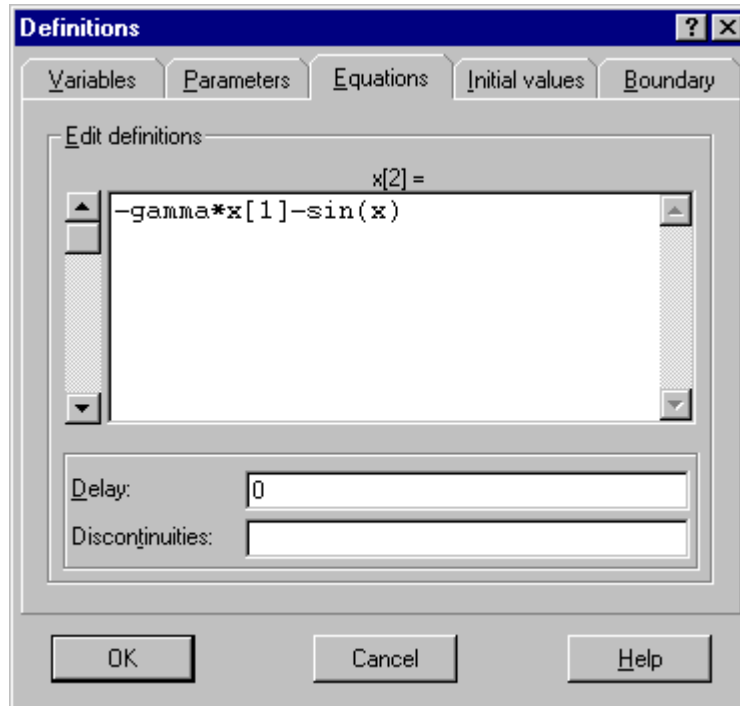 Definitions
Variables Parameters Equations Initial values Boundary
Edit definitions
x[2] =
-gamma*x[1]-sin(x)
Delay: 0
Discontinuities:
OK Cancel Help